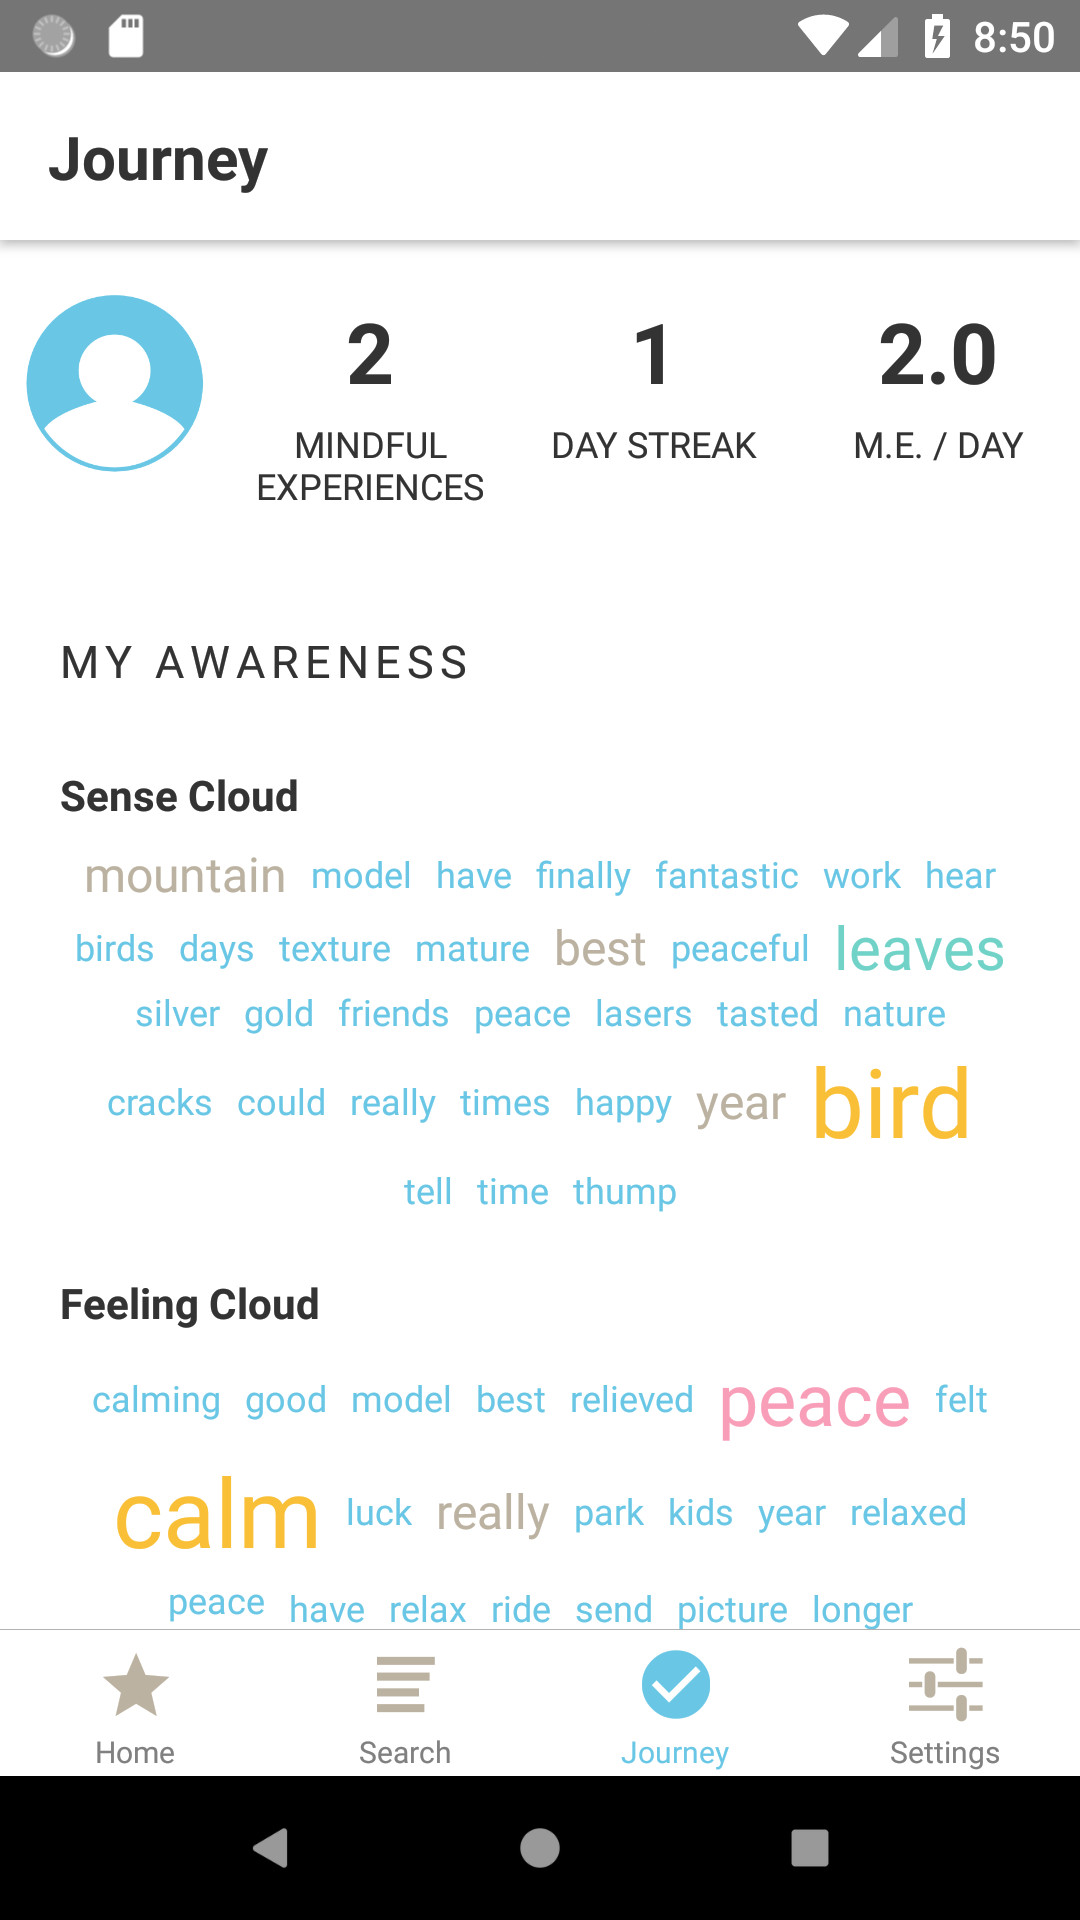 8:50
Journey
2 1 2.0
MINDFUL EXPERIENCES DAY STREAK M.E. / DAY
MY AWARENESS
Sense Cloud
mountain model have finally fantastic work hear
birds days texture mature best peaceful leaves
silver gold friends peace lasers tasted nature
cracks could really times happy year bird
tell time thump
Feeling Cloud
calming good model best relieved peace felt
calm luck really park kids year relaxed
peace have relax ride send picture longer
Home Search Journey Settings